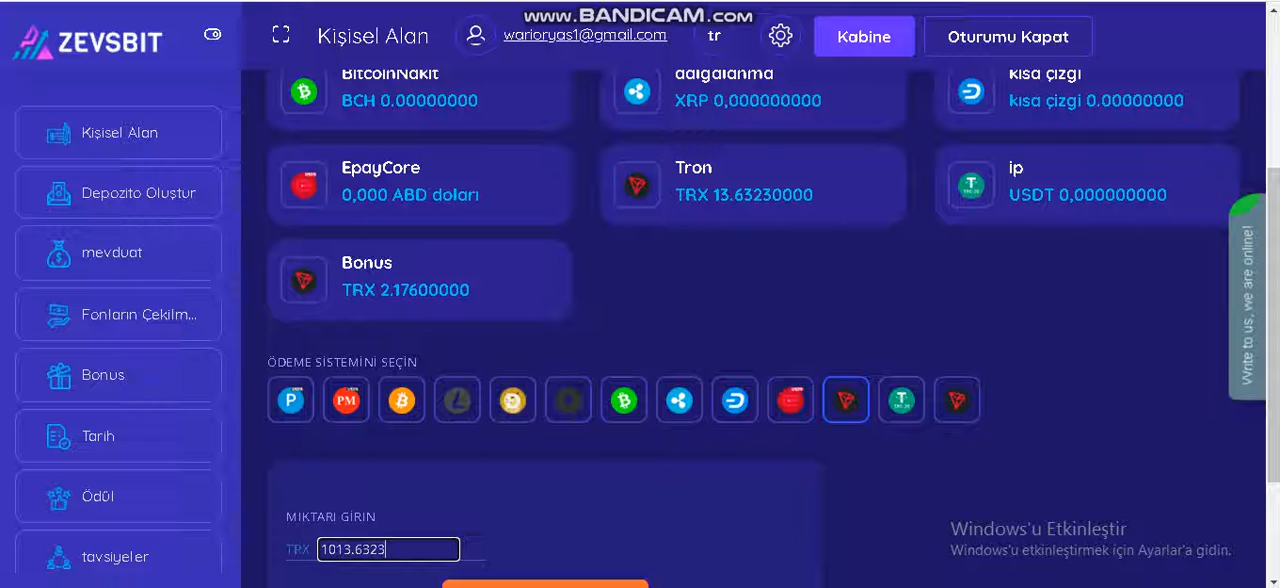 www.BANDICAM.com
ZEVSBIT
Kişisel Alan
warioryas1@gmail.com
tr
Kabine
Oturumu Kapat
Kişisel Alan
Depozito Oluştur
mevduat
Fonların Çekilm...
Bonus
Tarih
Ödül
tavsiyeler
BitcoinNakit
BCH 0.00000000
dalgalanma
XRP 0,000000000
kısa çizgi
kısa çizgi 0.00000000
EpayCore
0,000 ABD doları
Tron
TRX 13.63230000
ip
USDT 0,000000000
Bonus
TRX 2.17600000
ÖDEME SİSTEMİNİ SEÇİN
P
PM
MIKTARI GİRİN
TRX 1013.6323
Write to us, we are online!
Windows'u Etkinleştir
Windows'u etkinleştirmek için Ayarlar'a gidin.